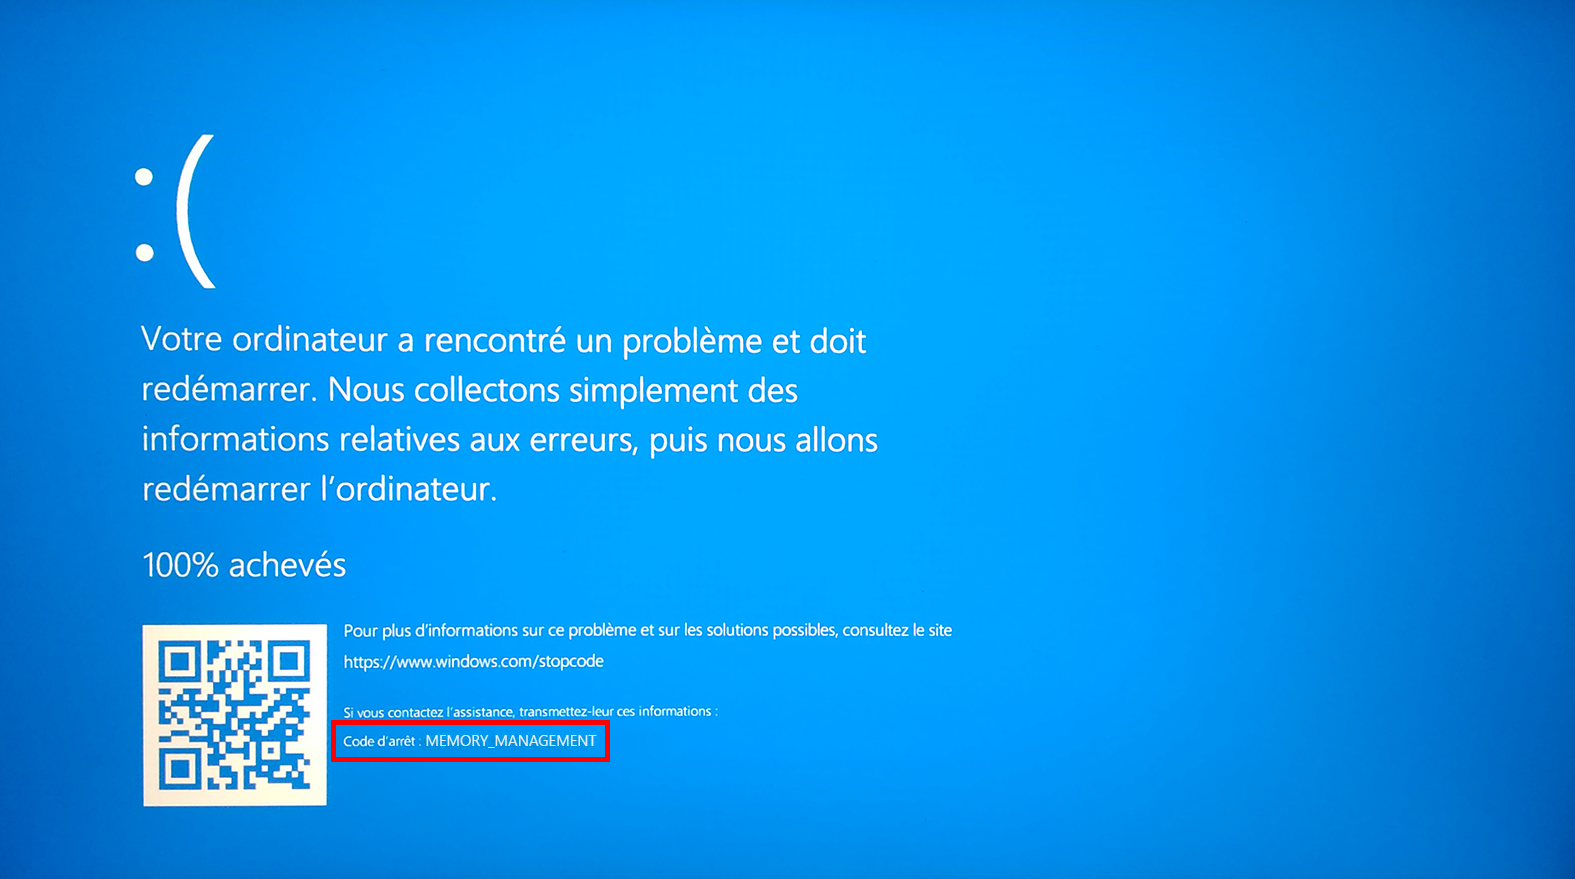 :(
Votre ordinateur a rencontré un problème et doit
redémarrer. Nous collectons simplement des
informations relatives aux erreurs, puis nous allons
redémarrer l'ordinateur.
100% achevés
Pour plus d'informations sur ce problème et sur les solutions possibles, consultez le site
https://www.windows.com/stopcode
Si vous contactez l'assistance, transmettez-leur ces informations :
Code d'arrêt : MEMORY_MANAGEMENT